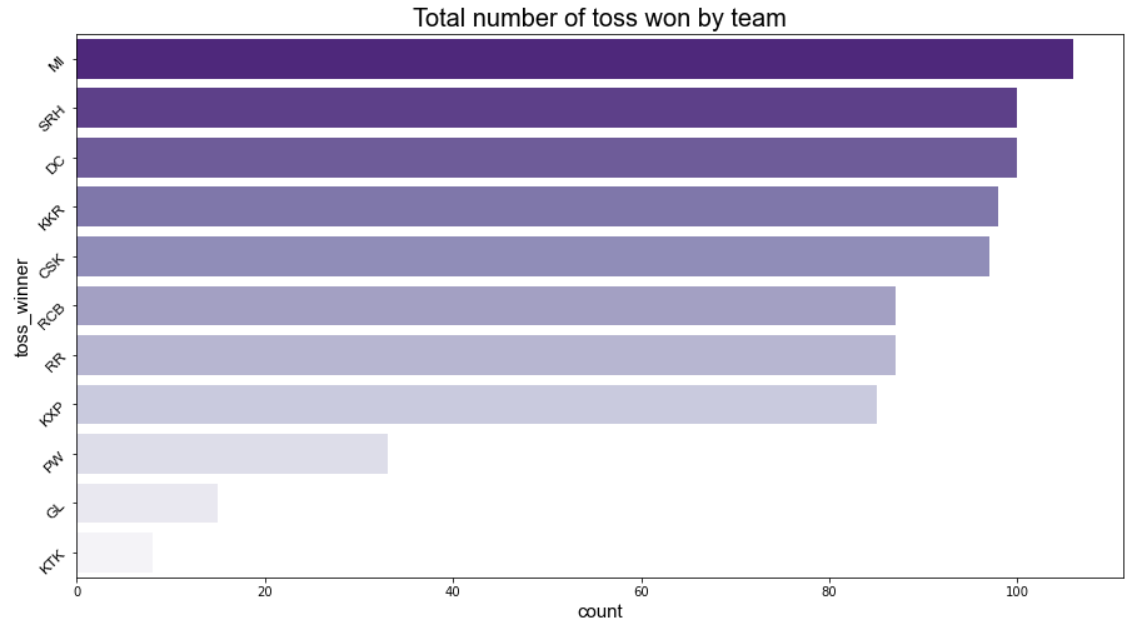 Total number of toss won by team
MI
SRH
DC
KKR
CSK
RCB
RR
KXP
PW
GL
KTK
toss_winner
0 20 40 60 80 100
count